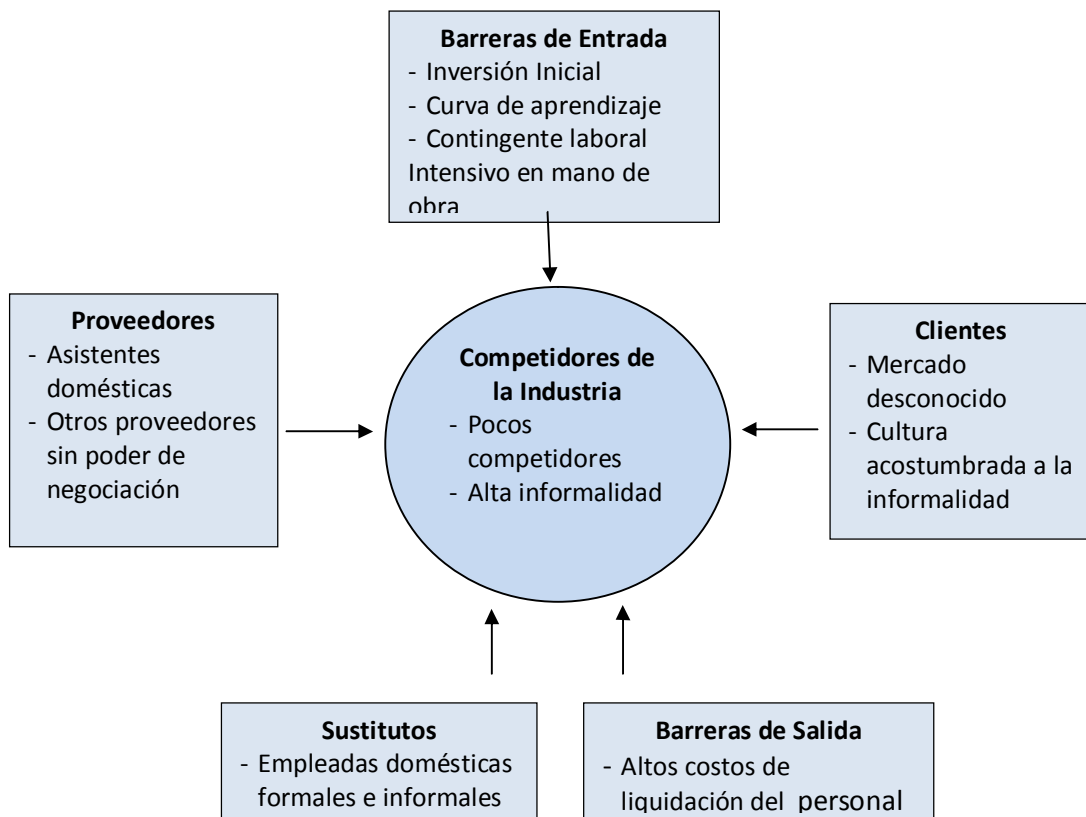 Barreras de Entrada
- Inversión Inicial
- Curva de aprendizaje
- Contingente laboral
Intensivo en mano de
obra
Proveedores
- Asistentes
domésticas
- Otros proveedores
sin poder de
negociación
Competidores de
la Industria
- Pocos
competidores
- Alta informalidad
Clientes
- Mercado
desconocido
- Cultura
acostumbrada a la
informalidad
Sustitutos
- Empleadas domésticas
formales e informales
Barreras de Salida
- Altos costos de
liquidación del personal